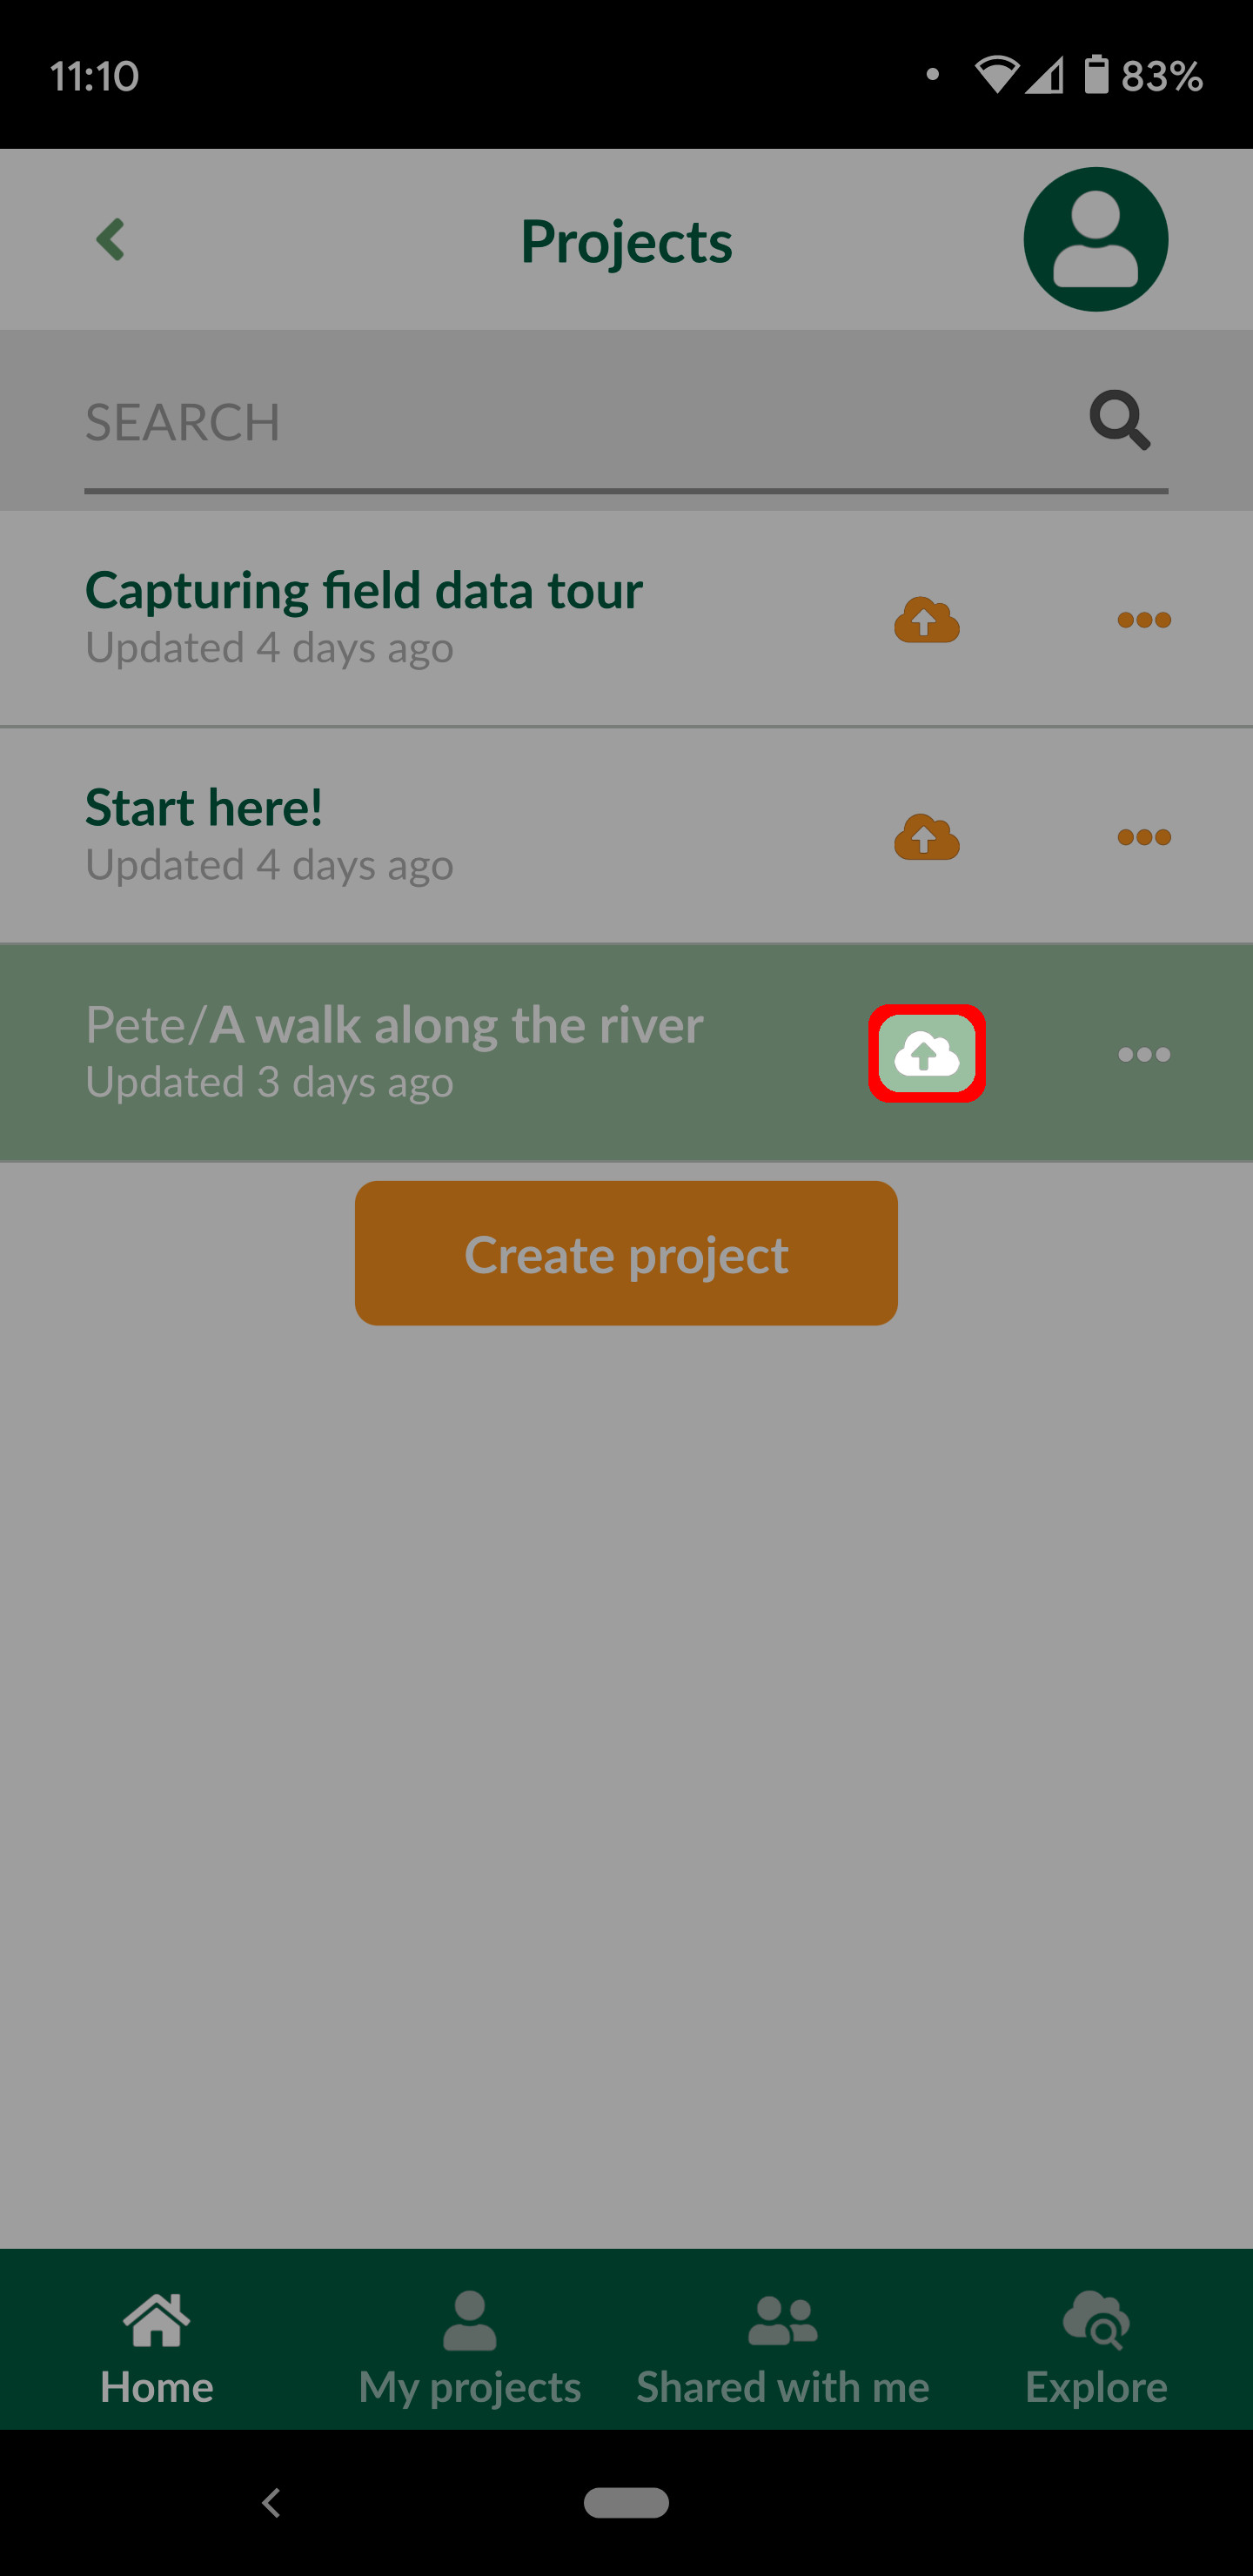 11:10
83%
Projects
SEARCH
Capturing field data tour
Updated 4 days ago
Start here!
Updated 4 days ago
Pete/A walk along the river
Updated 3 days ago
Create project
Home My projects Shared with me Explore